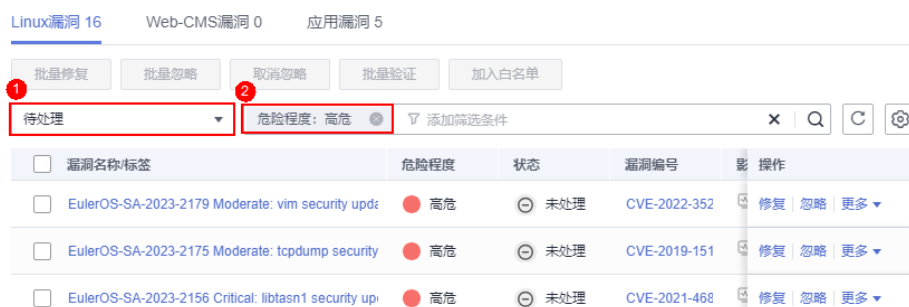 Linux漏洞 16 Web-CMS漏洞 0 应用漏洞 5
批量修复 批量忽略 取消忽略 批量验证 加入白名单
1 2
待处理 危险程度：高危 添加筛选条件
漏洞名称/标签 危险程度 状态 漏洞编号 影 操作
EulerOS-SA-2023-2179 Moderate: vim security upda 高危 未处理 CVE-2022-352 修复 忽略 更多
EulerOS-SA-2023-2175 Moderate: tcpdump security 高危 未处理 CVE-2019-151 修复 忽略 更多
EulerOS-SA-2023-2156 Critical: libtasn1 security up 高危 未处理 CVE-2021-468 修复 忽略 更多